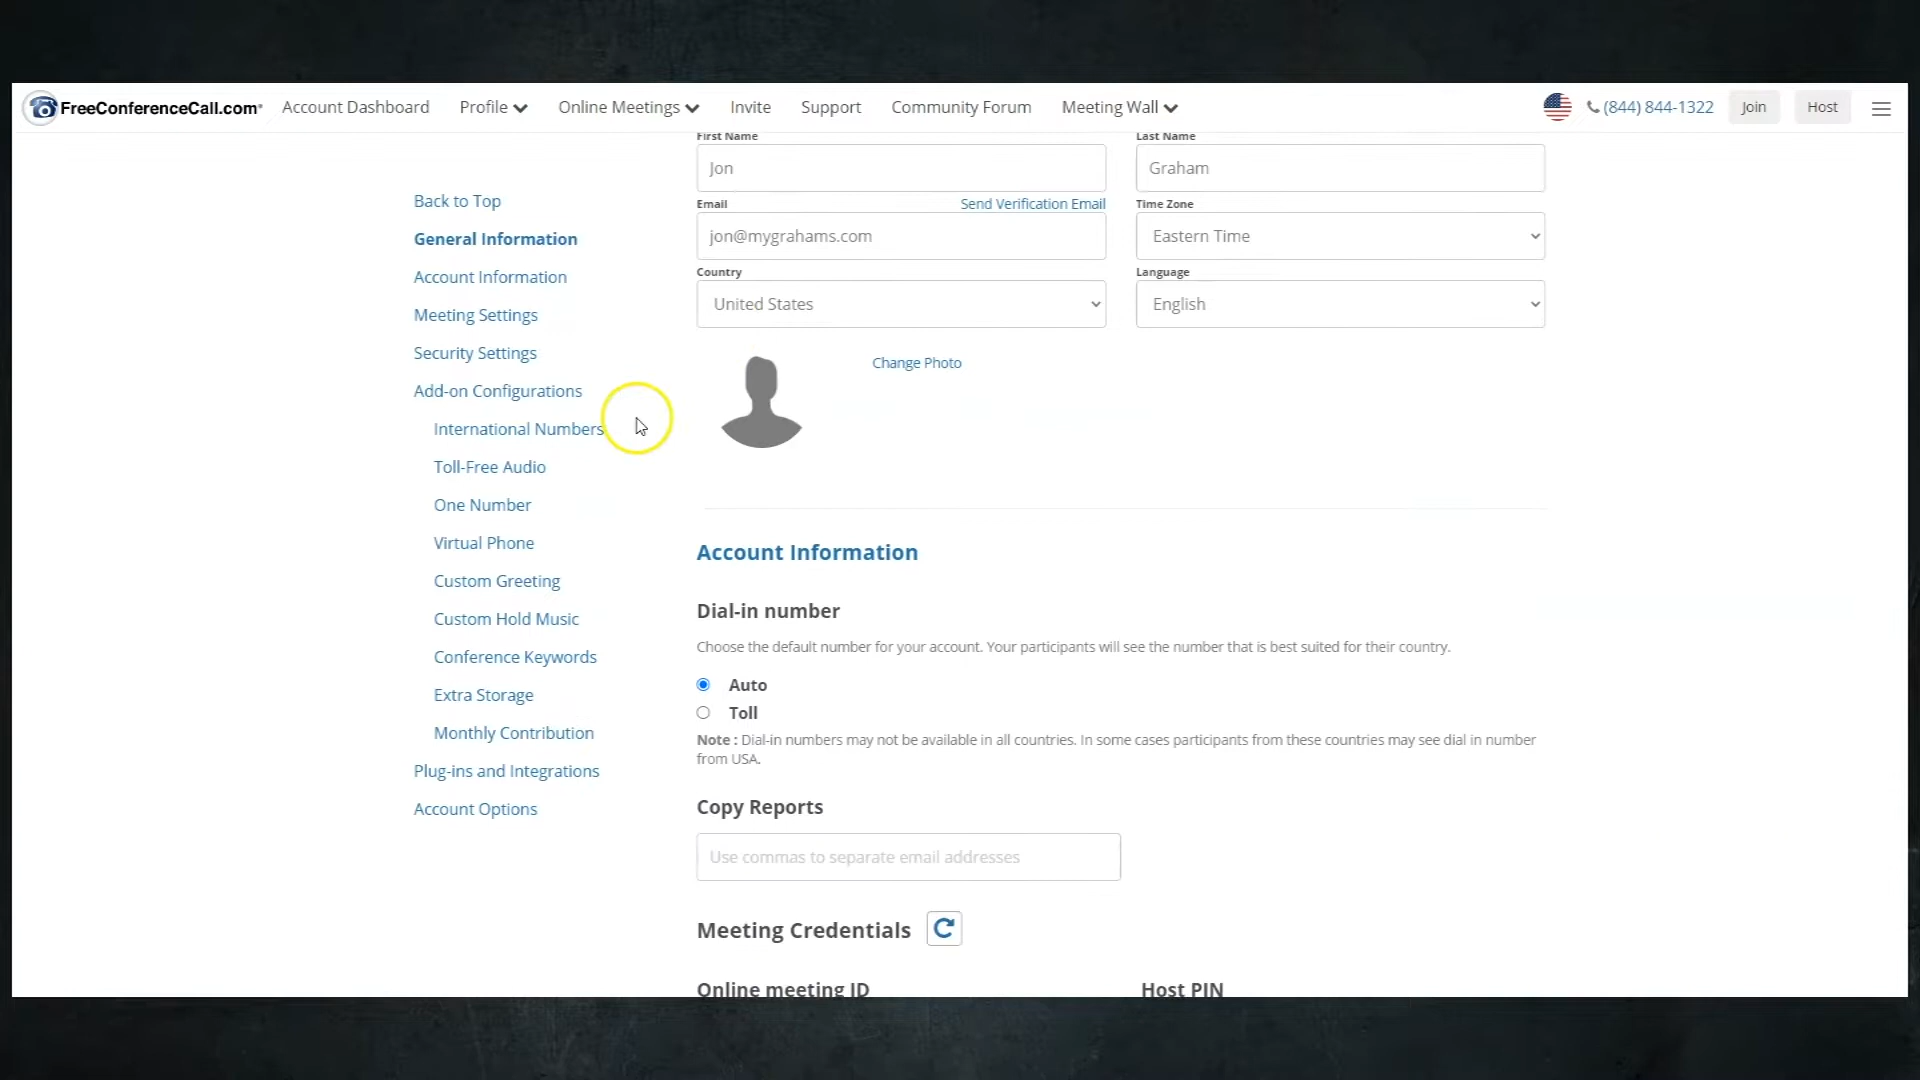 FreeConferenceCall.com® Account Dashboard Profile Online Meetings Invite Support Community Forum Meeting Wall (844) 844-1322 Join Host
Back to Top
General Information
Account Information
Meeting Settings
Security Settings
Add-on Configurations
International Numbers
Toll-Free Audio
One Number
Virtual Phone
Custom Greeting
Custom Hold Music
Conference Keywords
Extra Storage
Monthly Contribution
Plug-ins and Integrations
Account Options
First Name Last Name
Jon Graham
Email Send Verification Email Time Zone
jon@mygrahams.com Eastern Time
Country Language
United States English
Change Photo
Account Information
Dial-in number
Choose the default number for your account. Your participants will see the number that is best suited for their country.
Auto
Toll
Note : Dial-in numbers may not be available in all countries. In some cases participants from these countries may see dial in number
from USA.
Copy Reports
Use commas to separate email addresses
Meeting Credentials
Online meeting ID Host PIN